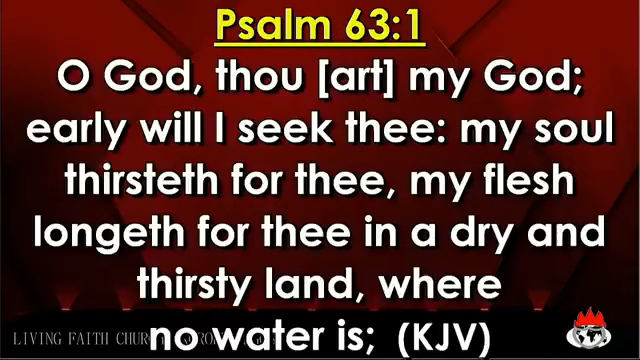 Psalm 63:1
O God, thou [art] my God;
early will I seek thee: my soul
thirsteth for thee, my flesh
longeth for thee in a dry and
thirsty land, where
no water is; (KJV)
LIVING FAITH